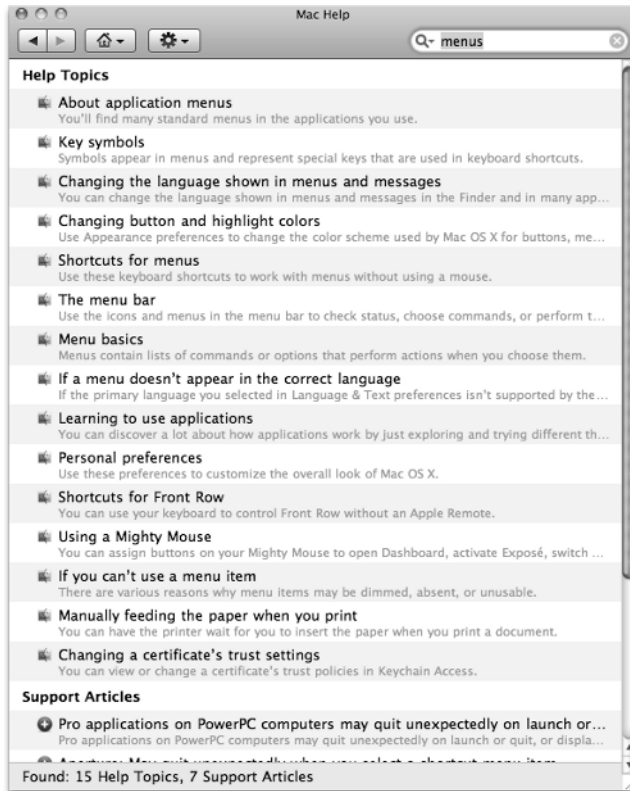 Mac Help
menus
Help Topics
About application menus
You'll find many standard menus in the applications you use.
Key symbols
Symbols appear in menus and represent special keys that are used in keyboard shortcuts.
Changing the language shown in menus and messages
You can change the language shown in menus and messages in the Finder and in many app...
Changing button and highlight colors
Use Appearance preferences to change the color scheme used by Mac OS X for buttons, me...
Shortcuts for menus
Use these keyboard shortcuts to work with menus without using a mouse.
The menu bar
Use the icons and menus in the menu bar to check status, choose commands, or perform t...
Menu basics
Menus contain lists of commands or options that perform actions when you choose them.
If a menu doesn't appear in the correct language
If the primary language you selected in Language & Text preferences isn't supported by the...
Learning to use applications
You can discover a lot about how applications work by just exploring and trying different th...
Personal preferences
Use these preferences to customize the overall look of Mac OS X.
Shortcuts for Front Row
You can use your keyboard to control Front Row without an Apple Remote.
Using a Mighty Mouse
You can assign buttons on your Mighty Mouse to open Dashboard, activate Exposé, switch ...
If you can't use a menu item
There are various reasons why menu items may be dimmed, absent, or unusable.
Manually feeding the paper when you print
You can have the printer wait for you to insert the paper when you print a document.
Changing a certificate's trust settings
You can view or change a certificate's trust policies in Keychain Access.
Support Articles
Pro applications on PowerPC computers may quit unexpectedly on launch or...
Pro applications on PowerPC computers may quit unexpectedly on launch or quit, or displa...
Aperture: May quit unexpectedly when you select a shortcut menu item
Found: 15 Help Topics, 7 Support Articles